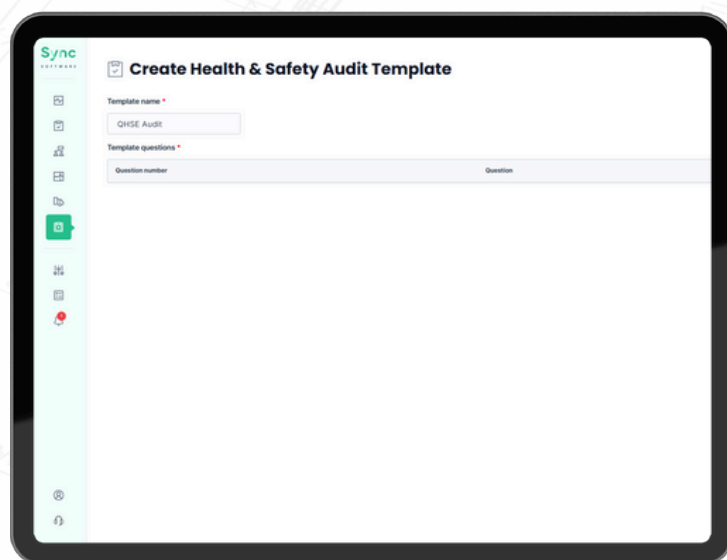 Sync
SOFTWARE
Create Health & Safety Audit Template
Template name *
QHSE Audit
Template questions *
Question number Question